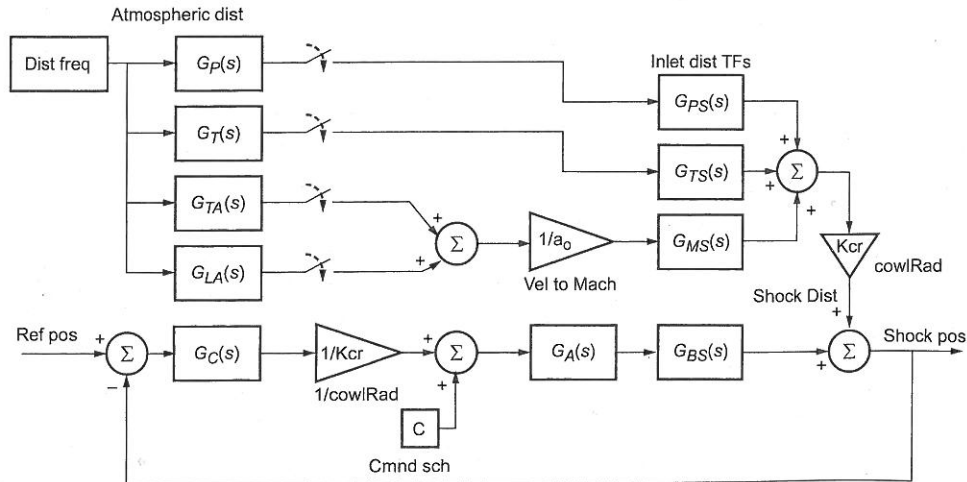 Atmospheric dist
Dist freq
G_P(s)
Inlet dist TFs
G_PS(s)
+
G_T(s)
G_TS(s)
+
Σ
+
G_TA(s)
+
Σ
1/a_o
G_MS(s)
Kcr
cowlRad
G_LA(s)
+
Vel to Mach
Shock Dist
Ref pos
+
Σ
G_C(s)
1/Kcr
+
Σ
G_A(s)
G_BS(s)
+
Σ
+
Shock pos
−
1/cowlRad
+
C
Cmnd sch